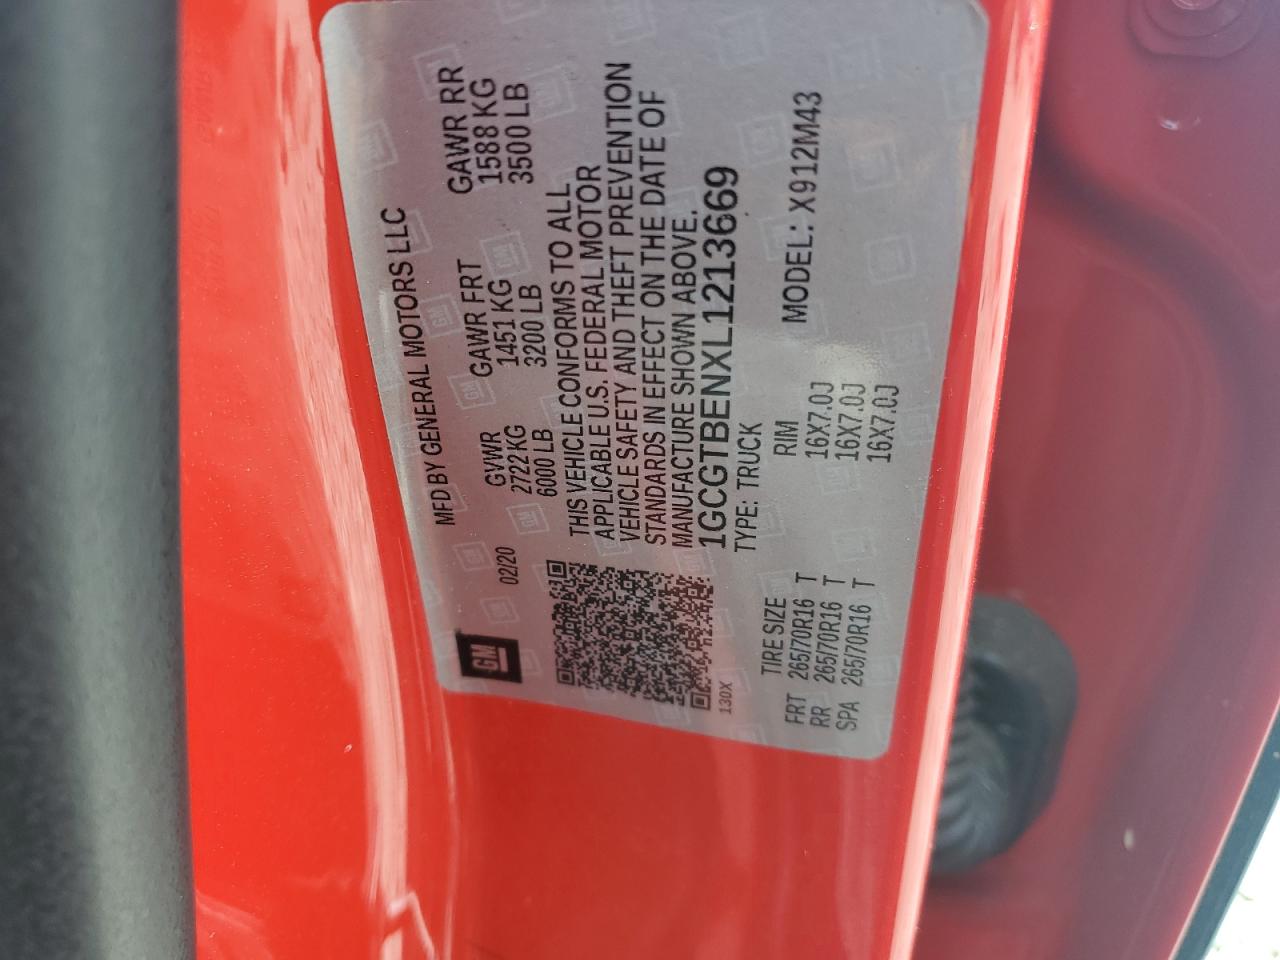 MFD BY GENERAL MOTORS LLC
GM
02/20
GVWR GAWR FRT GAWR RR
2722 KG 1451 KG 1588 KG
6000 LB 3200 LB 3500 LB
THIS VEHICLE CONFORMS TO ALL
APPLICABLE U.S. FEDERAL MOTOR
VEHICLE SAFETY AND THEFT PREVENTION
STANDARDS IN EFFECT ON THE DATE OF
MANUFACTURE SHOWN ABOVE.
1GCGTBENXL1213669
130X
TYPE: TRUCK MODEL: X912M43
TIRE SIZE RIM
FRT 265/70R16 T 16X7.0J
RR 265/70R16 T 16X7.0J
SPA 265/70R16 T 16X7.0J